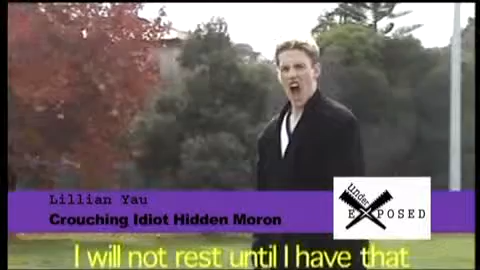 Lillian Yau
Crouching Idiot Hidden Moron
under
EXPOSED
I will not rest until I have that